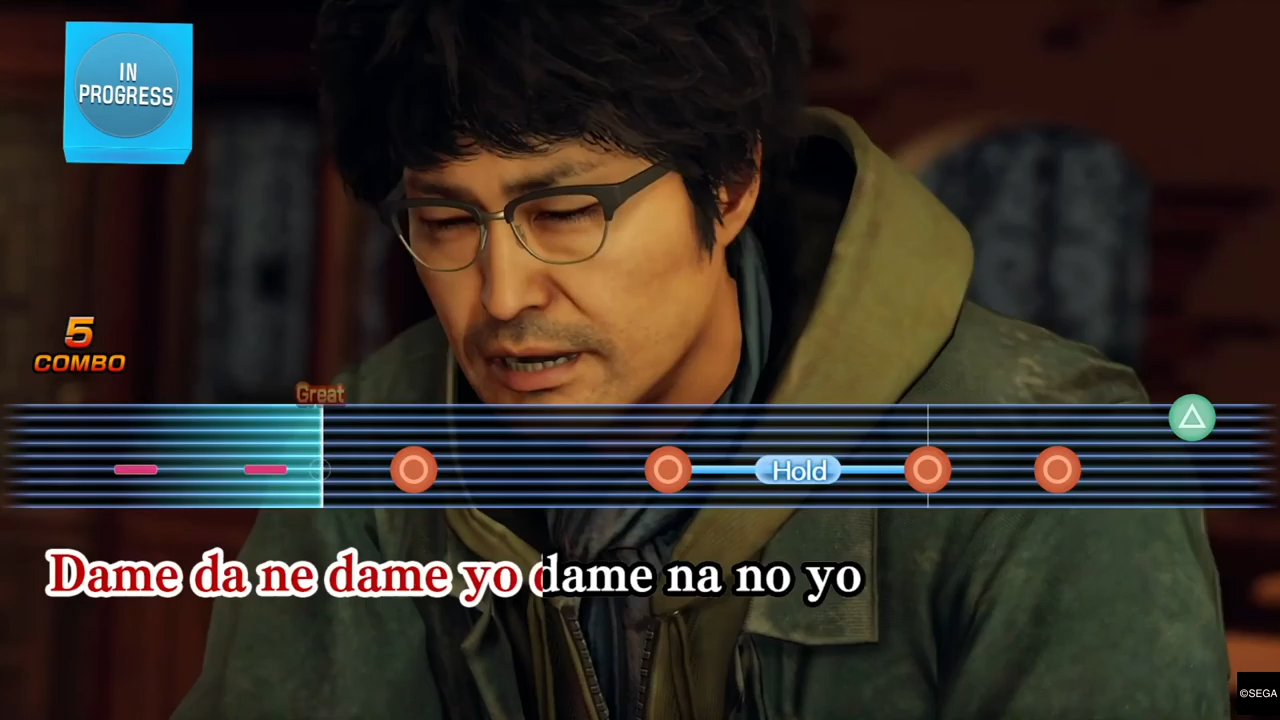 IN
PROGRESS
5
COMBO
Great
Hold
Dame da ne dame yo dame na no yo
©SEGA